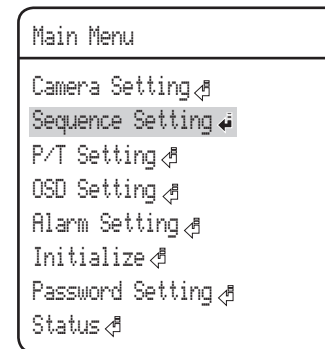 Main Menu
Camera Setting↵
Sequence Setting↵
P/T Setting↵
OSD Setting↵
Alarm Setting↵
Initialize↵
Password Setting↵
Status↵